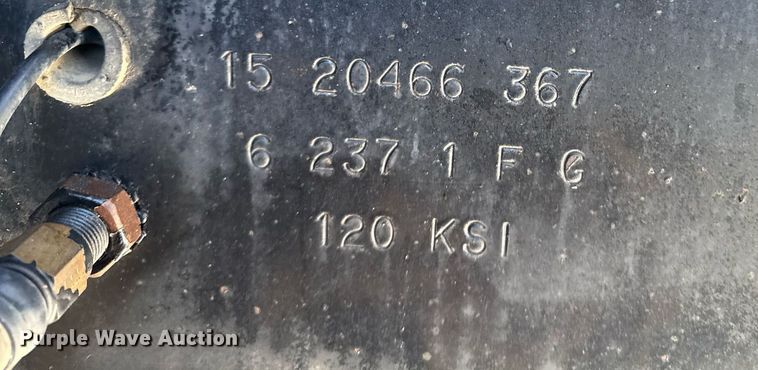 15 20466 367
6 237 1 F G
120 KSI
Purple Wave Auction